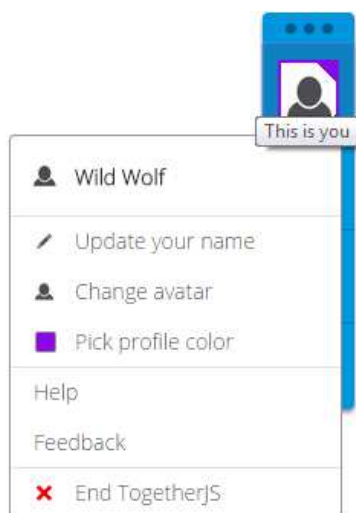 This is you
Wild Wolf
Update your name
Change avatar
Pick profile color
Help
Feedback
End TogetherJS